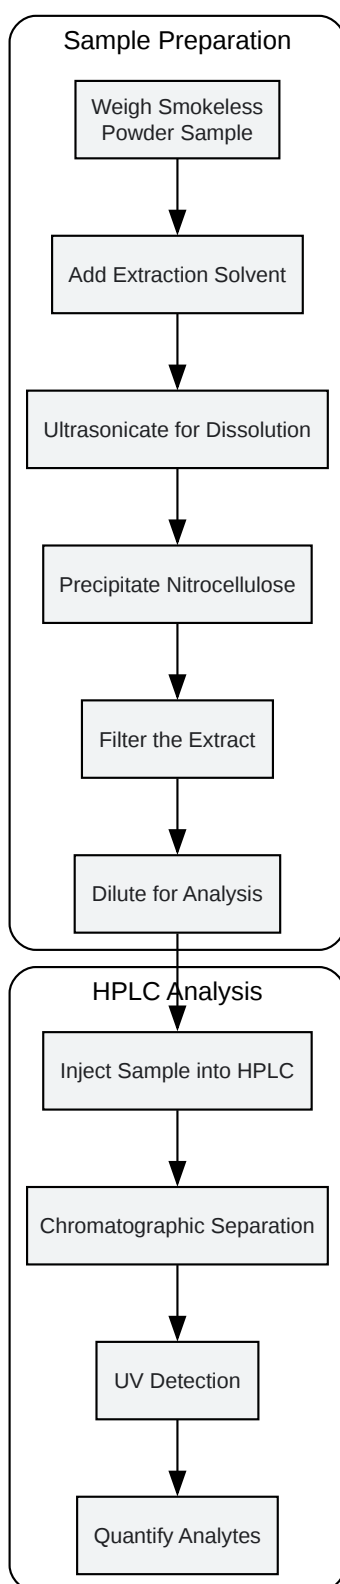 Sample Preparation
Weigh Smokeless
Powder Sample
Add Extraction Solvent
Ultrasonicate for Dissolution
Precipitate Nitrocellulose
Filter the Extract
Dilute for Analysis
HPLC Analysis
Inject Sample into HPLC
Chromatographic Separation
UV Detection
Quantify Analytes